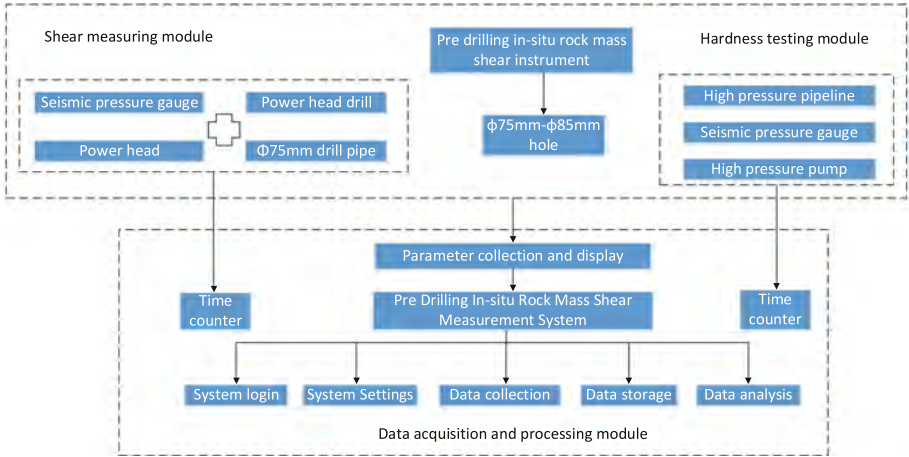 Shear measuring module
Pre drilling in-situ rock mass
shear instrument
Hardness testing module
Seismic pressure gauge
Power head drill
High pressure pipeline
ϕ75mm-ϕ85mm
hole
Seismic pressure gauge
Power head
Φ75mm drill pipe
High pressure pump
Parameter collection and display
Time
counter
Pre Drilling In-situ Rock Mass Shear
Measurement System
Time
counter
System login
System Settings
Data collection
Data storage
Data analysis
Data acquisition and processing module